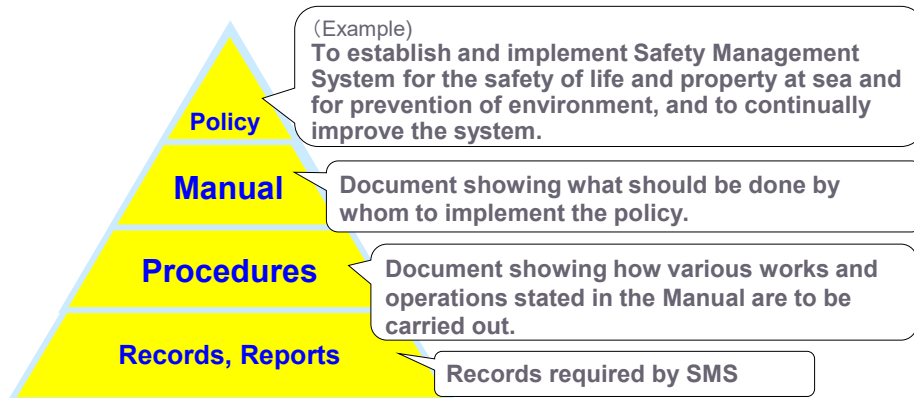 （Example)
To establish and implement Safety Management
System for the safety of life and property at sea and
for prevention of environment, and to continually
improve the system.
Policy
Manual
Document showing what should be done by
whom to implement the policy.
Procedures
Document showing how various works and
operations stated in the Manual are to be
carried out.
Records, Reports
Records required by SMS